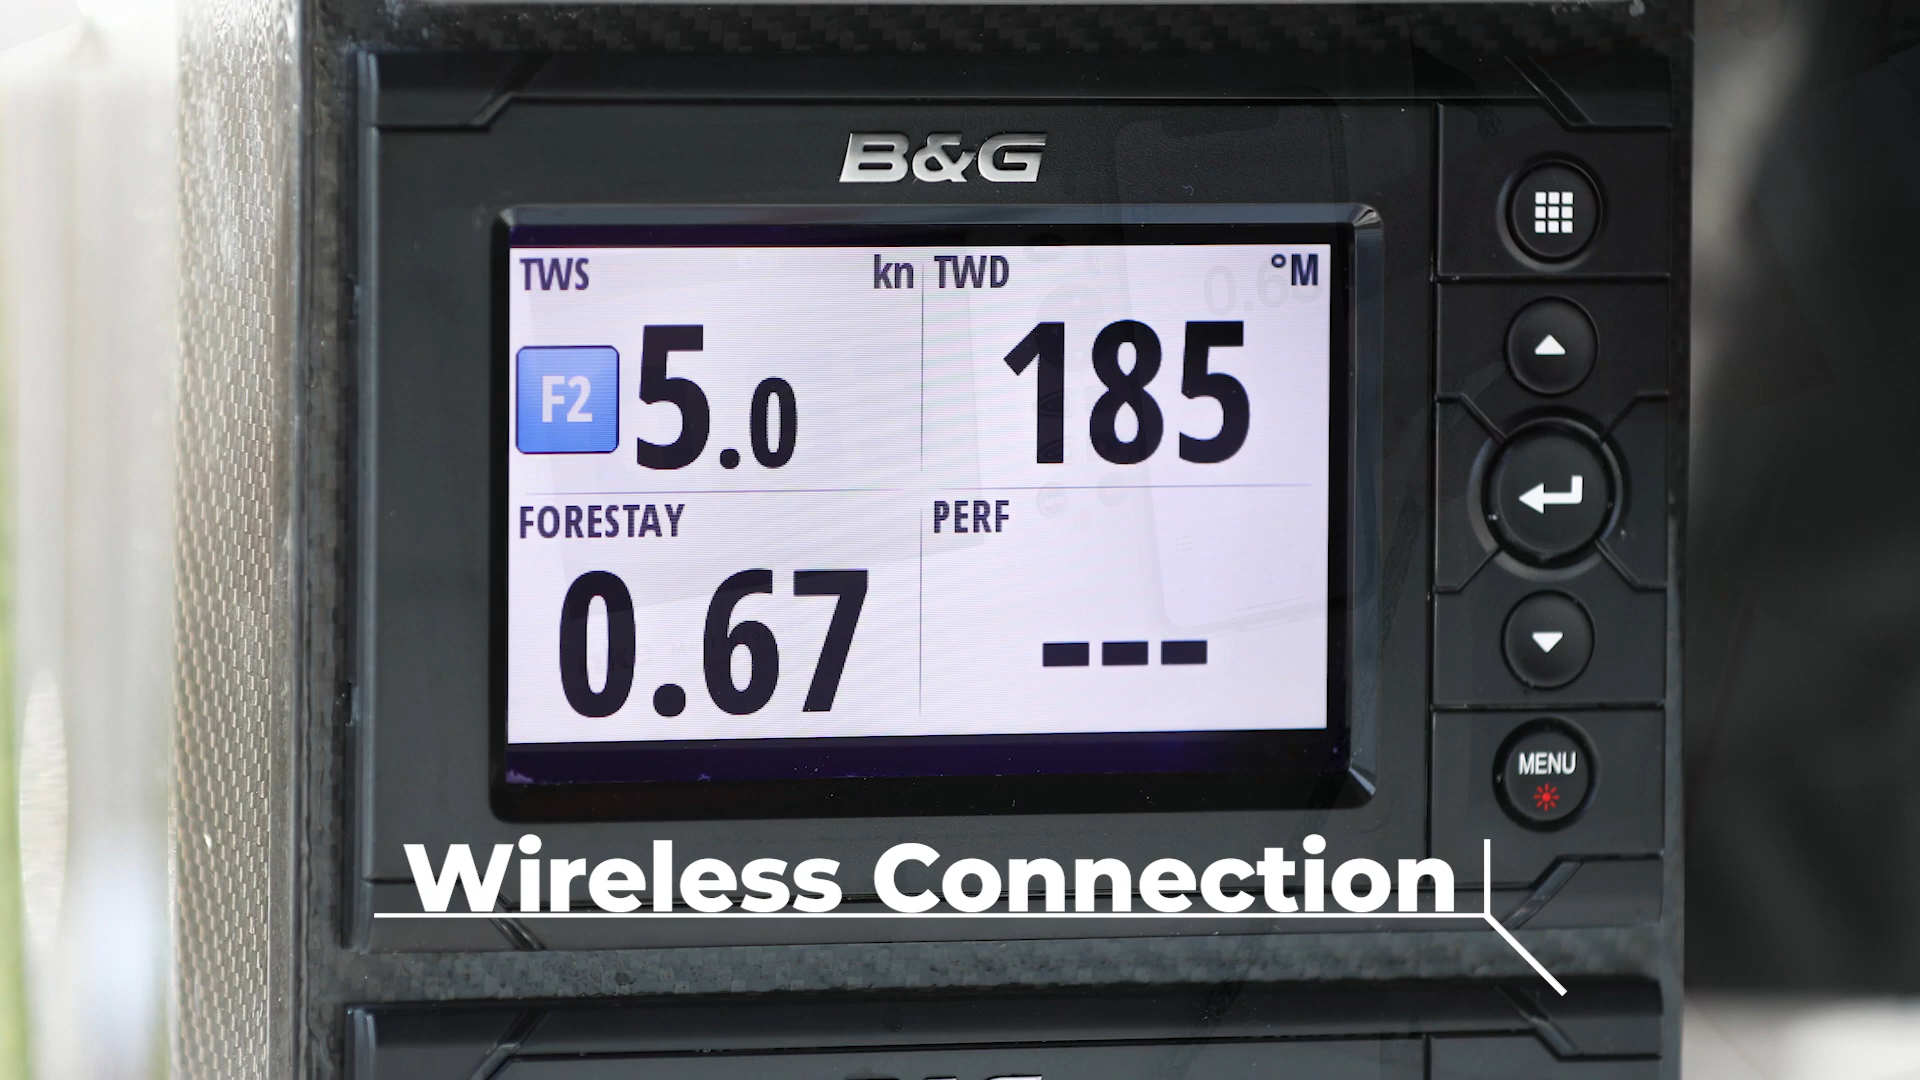 B&G
TWS kn TWD °M
F2 5.0 185
FORESTAY PERF
0.67 ---
MENU
Wireless Connection